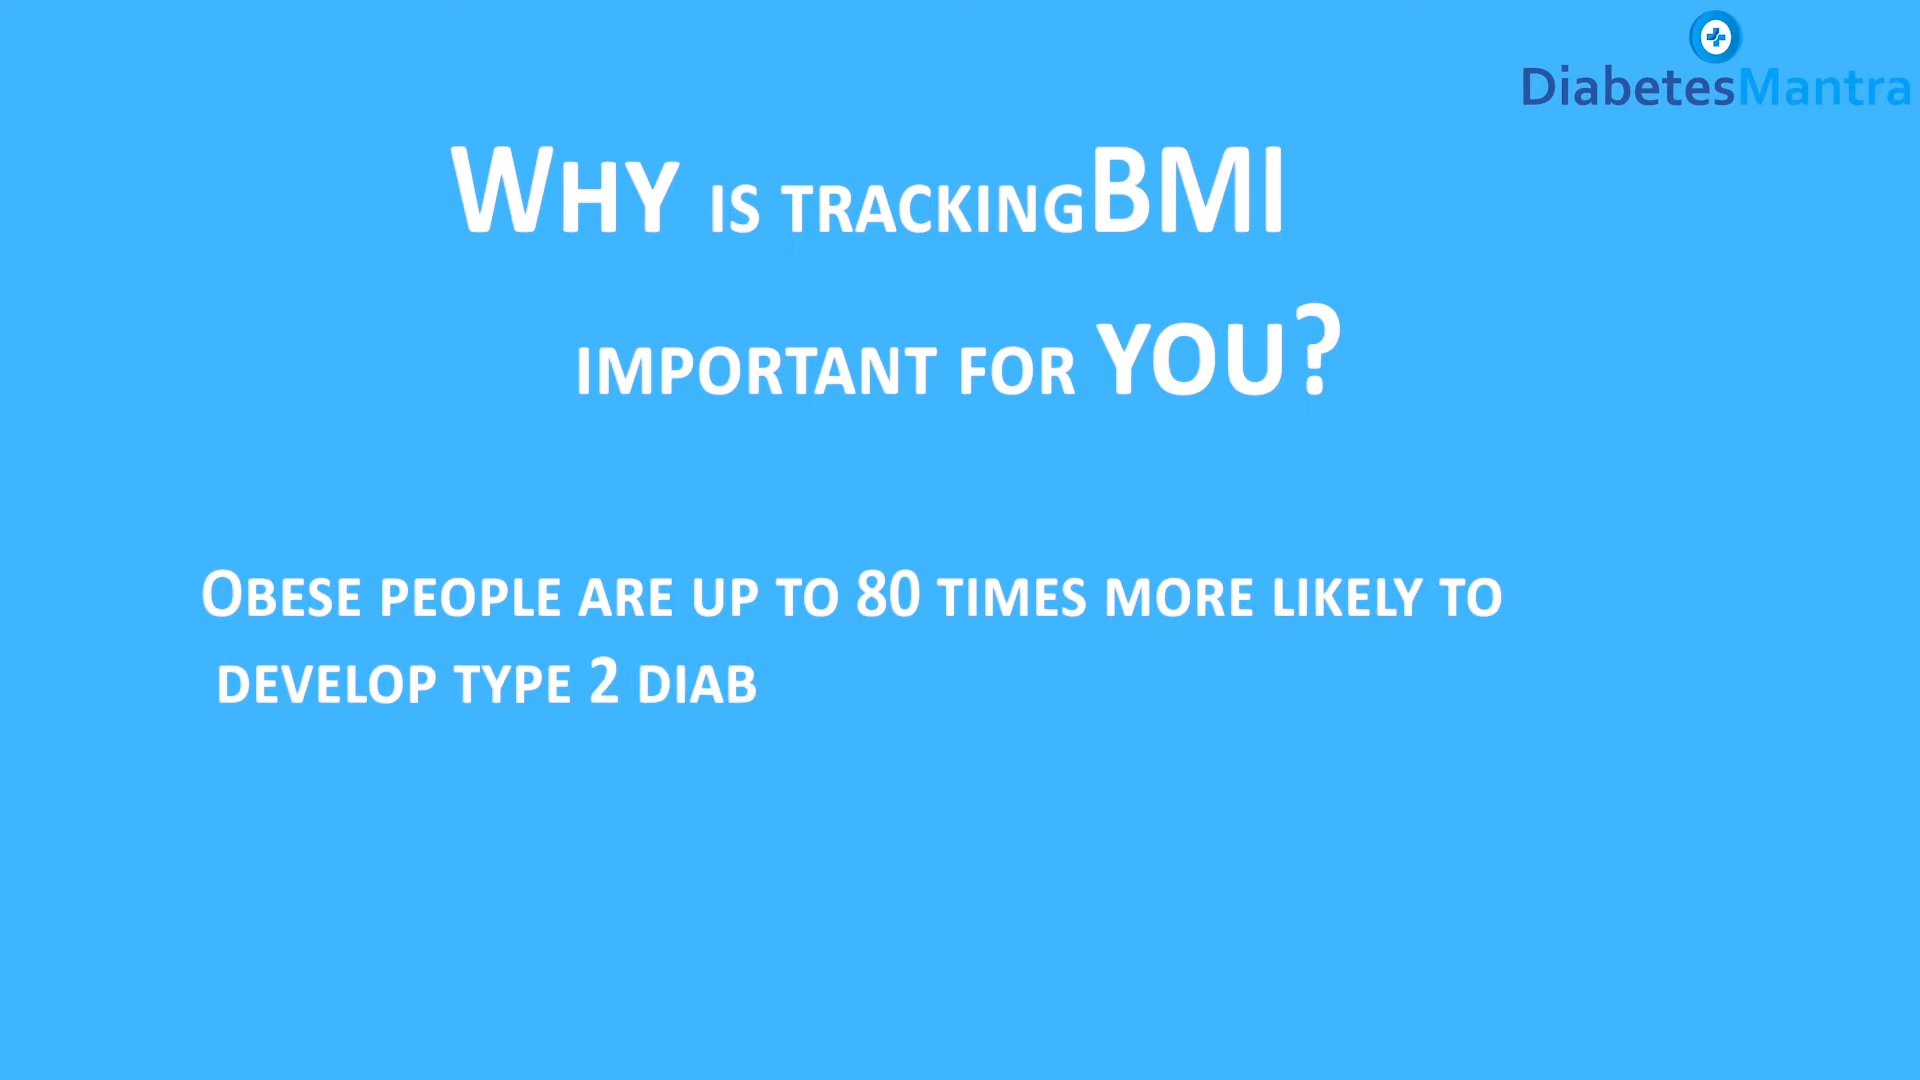 DiabetesMantra
WHY IS TRACKINGBMI
IMPORTANT FOR YOU?
OBESE PEOPLE ARE UP TO 80 TIMES MORE LIKELY TO
DEVELOP TYPE 2 DIAB